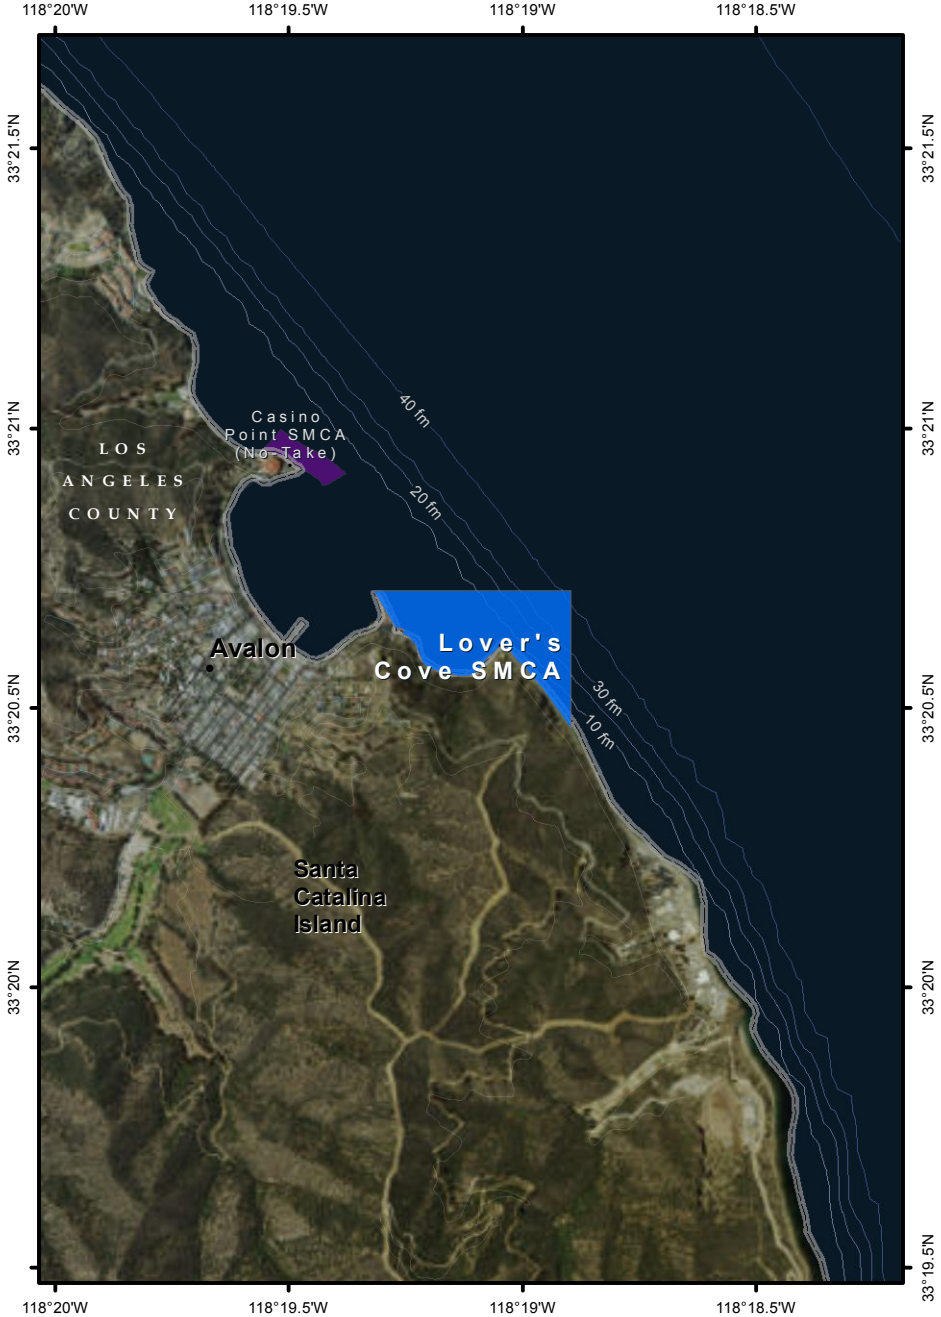 118°20'W 118°19.5'W 118°19'W 118°18.5'W
33°21.5'N 33°21.5'N
40 fm
Casino
Point SMCA
(No-Take)
33°21'N 33°21'N
LOS
ANGELES
COUNTY
20 fm
Avalon
Lover's
Cove SMCA
30 fm
33°20.5'N 33°20.5'N
10 fm
Santa
Catalina
Island
33°20'N 33°20'N
33°19.5'N 33°19.5'N
118°20'W 118°19.5'W 118°19'W 118°18.5'W